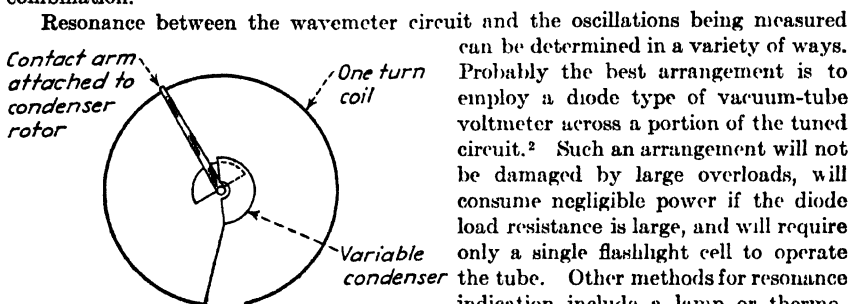 combination.
Resonance between the wavemeter circuit and the oscillations being measured
can be determined in a variety of ways.
Probably the best arrangement is to
employ a diode type of vacuum-tube
voltmeter across a portion of the tuned
circuit.² Such an arrangement will not
be damaged by large overloads, will
consume negligible power if the diode
load resistance is large, and will require
only a single flashlight cell to operate
the tube. Other methods for resonance
indication include a lamp or thermo-
Contact arm
attached to
condenser
rotor
One turn
coil
Variable
condenser